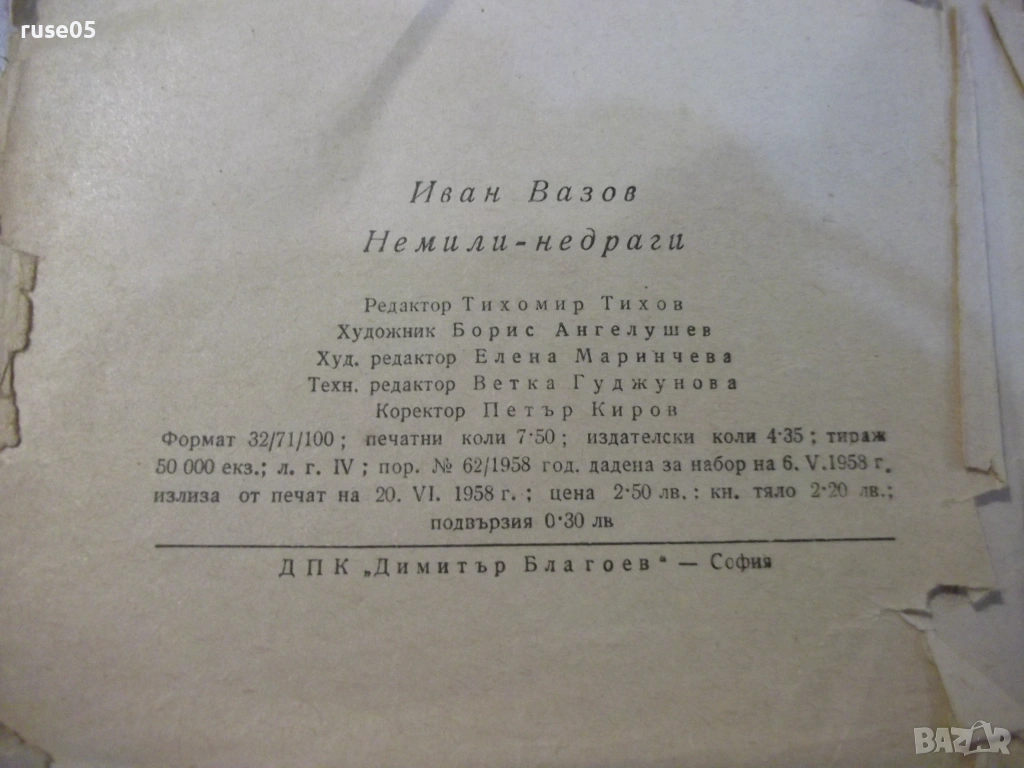 ruse05
Иван Вазов
Немили-недраги
Редактор Тихомир Тихов
Художник Борис Ангелушев
Худ. редактор Елена Маринчева
Техн. редактор Ветка Гуджунова
Коректор Петър Киров
Формат 32/71/100; печатни коли 7·50; издателски коли 4·35; тираж
50 000 екз.; л. г. IV; пор. № 62/1958 год. дадена за набор на 6. V.1958 г.
излиза от печат на 20. VI. 1958 г.; цена 2·50 лв.: кн. тяло 2·20 лв.;
подвързия 0·30 лв
ДПК „Димитър Благоев“ — София
BAZAR